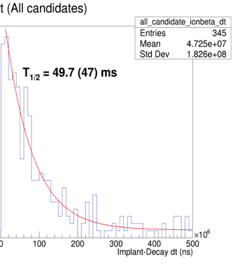 t (All candidates)
all_candidate_ionbeta_dt
Entries 345
Mean 4.725e+07
Std Dev 1.826e+08
T1/2 = 49.7 (47) ms
0 100 200 300 400 500
×10⁶
Implant-Decay dt (ns)